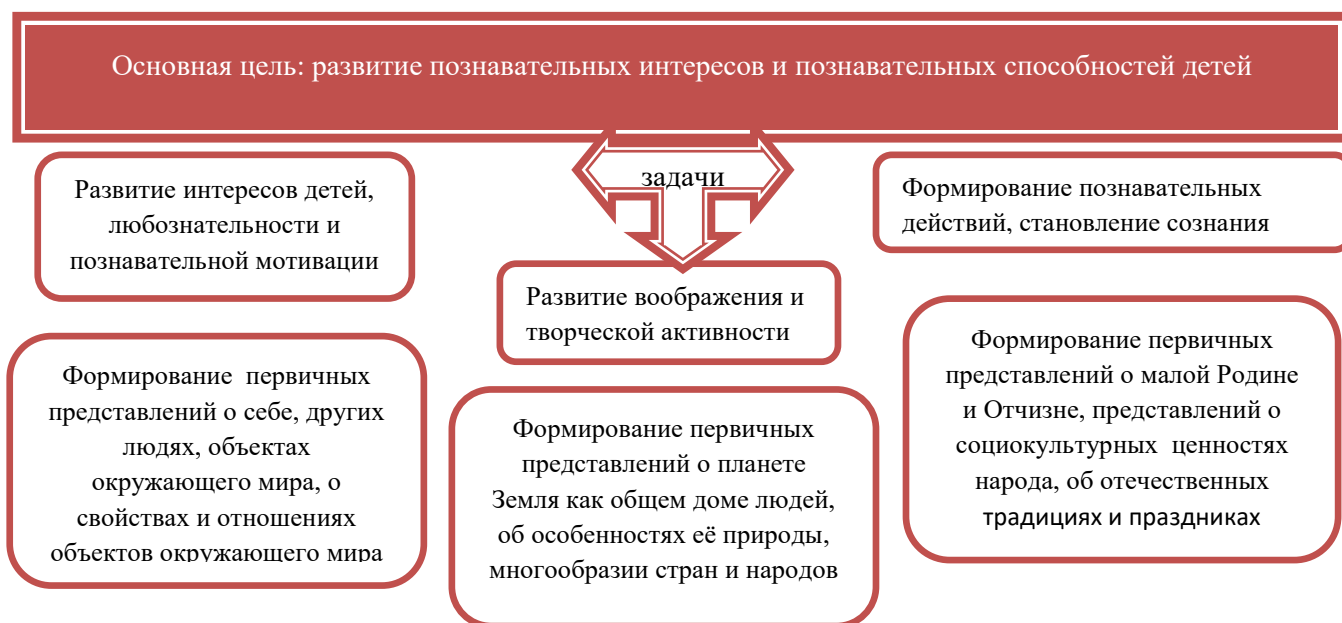 Основная цель: развитие познавательных интересов и познавательных способностей детей
задачи
Развитие интересов детей,
любознательности и
познавательной мотивации
Формирование познавательных
действий, становление сознания
Развитие воображения и
творческой активности
Формирование первичных
представлений о себе, других
людях, объектах
окружающего мира, о
свойствах и отношениях
объектов окружающего мира
Формирование первичных
представлений о планете
Земля как общем доме людей,
об особенностях её природы,
многообразии стран и народов
Формирование первичных
представлений о малой Родине
и Отчизне, представлений о
социокультурных ценностях
народа, об отечественных
традициях и праздниках